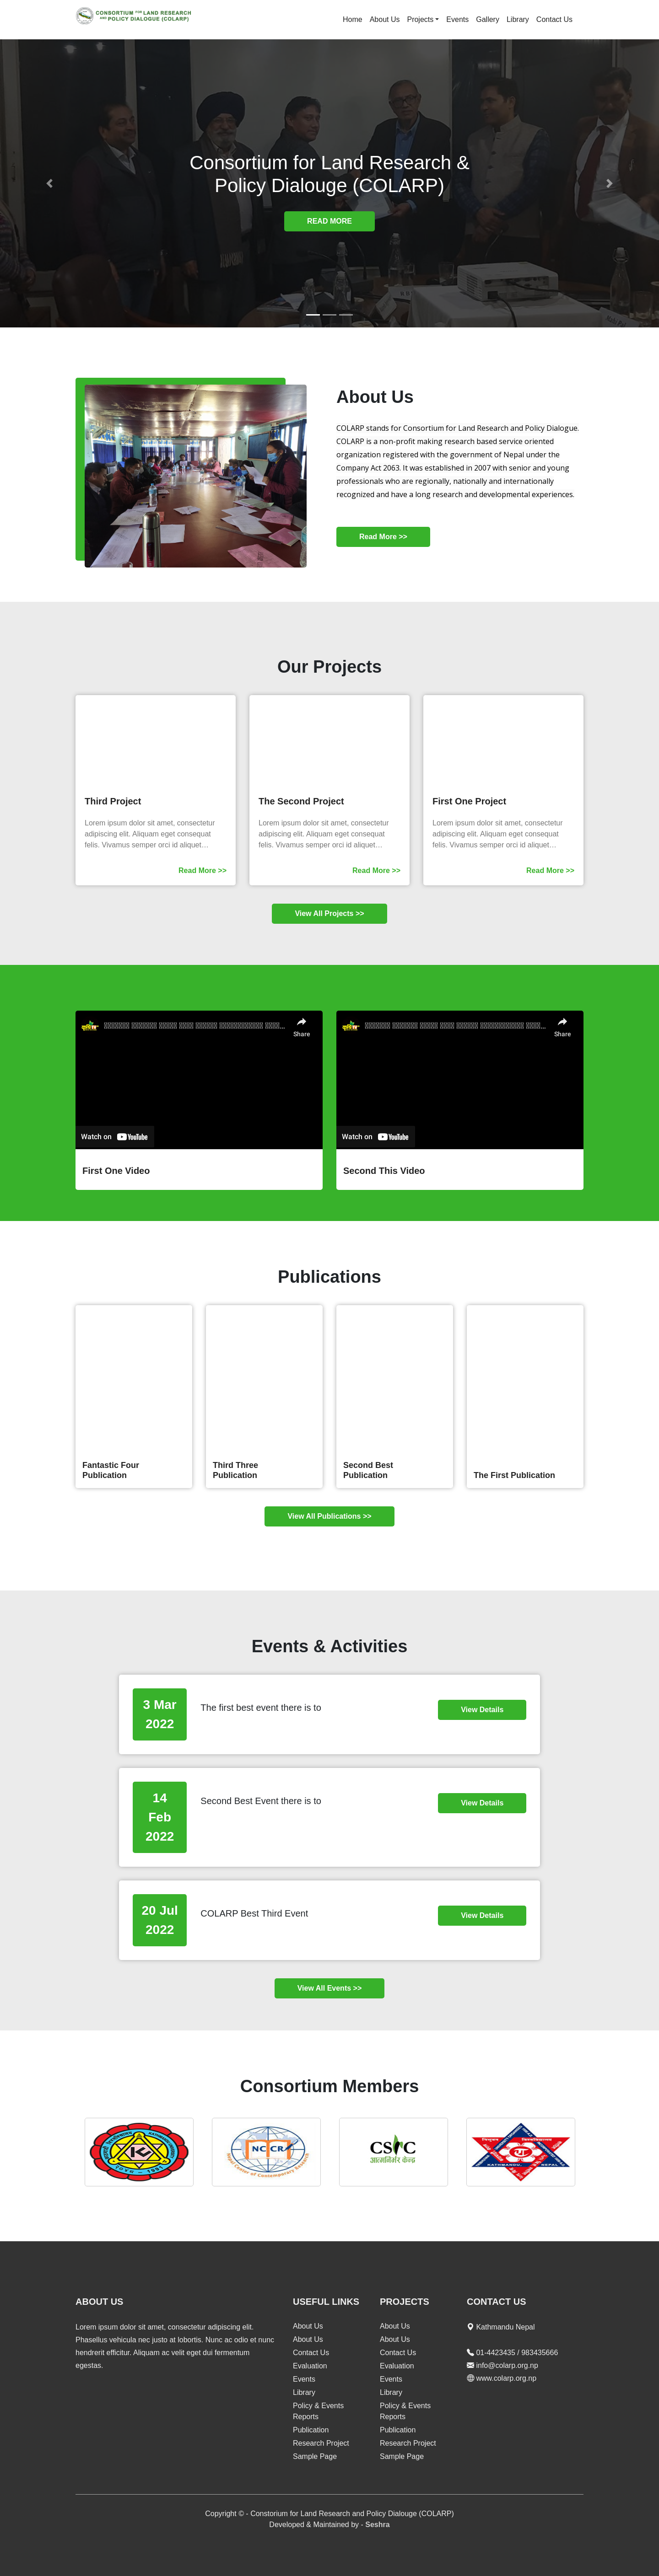 CONSORTIUM FOR LAND RESEARCH
AND POLICY DIALOGUE (COLARP)
Home About Us Projects Events Gallery Library Contact Us
Consortium for Land Research &
Policy Dialouge (COLARP)
READ MORE
About Us
COLARP stands for Consortium for Land Research and Policy Dialogue.
COLARP is a non-profit making research based service oriented
organization registered with the government of Nepal under the
Company Act 2063. It was established in 2007 with senior and young
professionals who are regionally, nationally and internationally
recognized and have a long research and developmental experiences.
Read More >>
Our Projects
Third Project
Lorem ipsum dolor sit amet, consectetur
adipiscing elit. Aliquam eget consequat
felis. Vivamus semper orci id aliquet…
Read More >>
The Second Project
Lorem ipsum dolor sit amet, consectetur
adipiscing elit. Aliquam eget consequat
felis. Vivamus semper orci id aliquet…
Read More >>
First One Project
Lorem ipsum dolor sit amet, consectetur
adipiscing elit. Aliquam eget consequat
felis. Vivamus semper orci id aliquet…
Read More >>
View All Projects >>
Share
Watch on YouTube
First One Video
Share
Watch on YouTube
Second This Video
Publications
Fantastic Four
Publication
Third Three
Publication
Second Best
Publication
The First Publication
View All Publications >>
Events & Activities
3 Mar
2022
The first best event there is to
View Details
14
Feb
2022
Second Best Event there is to
View Details
20 Jul
2022
COLARP Best Third Event
View Details
View All Events >>
Consortium Members
NCCR
Nepal Center of Contemporary Research
CSRC
आत्मनिर्भर केन्द्र
ABOUT US
Lorem ipsum dolor sit amet, consectetur adipiscing elit.
Phasellus vehicula nec justo at lobortis. Nunc ac odio et nunc
hendrerit efficitur. Aliquam ac velit eget dui fermentum
egestas.
USEFUL LINKS
About Us
About Us
Contact Us
Evaluation
Events
Library
Policy & Events
Reports
Publication
Research Project
Sample Page
PROJECTS
About Us
About Us
Contact Us
Evaluation
Events
Library
Policy & Events
Reports
Publication
Research Project
Sample Page
CONTACT US
Kathmandu Nepal
01-4423435 / 983435666
info@colarp.org.np
www.colarp.org.np
Copyright © - Constorium for Land Research and Policy Dialouge (COLARP)
Developed & Maintained by - Seshra